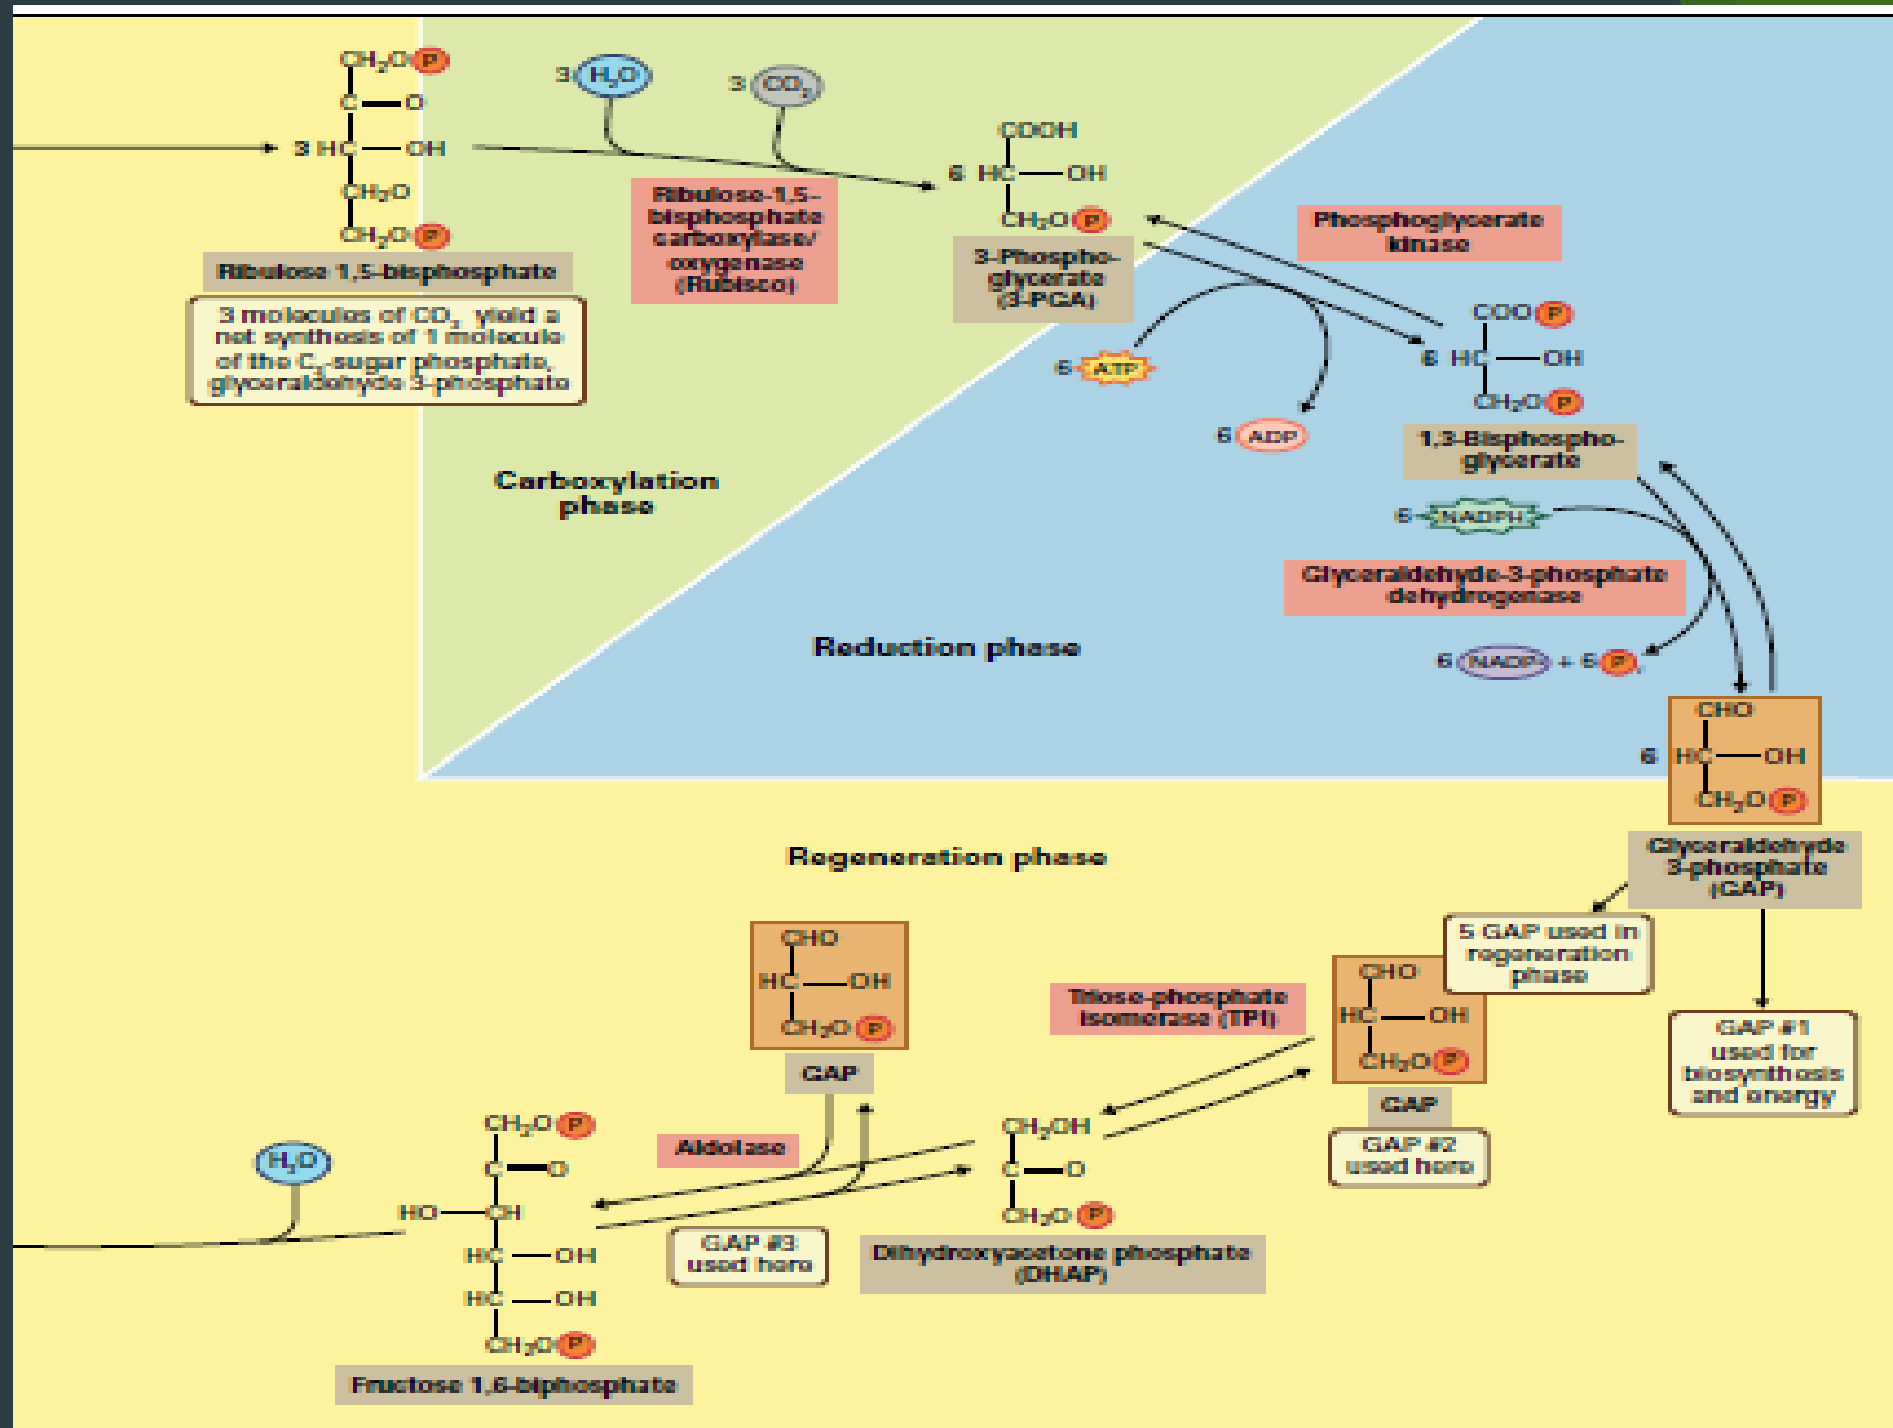 CH₂O P
C O
3 HC OH
CH₂O
CH₂O P
Ribulose 1,5-bisphosphate
3 molecules of CO₂ yield a
net synthesis of 1 molecule
of the C₃-sugar phosphate,
glyceraldehyde 3-phosphate
3 H₂O
3 CO₂
Ribulose-1,5-
bisphosphate
carboxylase/
oxygenase
(Rubisco)
COOH
6 HC OH
CH₂O P
3-Phospho-
glycerate
(3-PGA)
Phosphoglycerate
kinase
6 ATP
6 ADP
COO P
6 HC OH
CH₂O P
1,3-Bisphospho-
glycerate
Carboxylation
phase
6 NADPH
Glyceraldehyde-3-phosphate
dehydrogenase
6 NADP + 6 P
Reduction phase
CHO
6 HC OH
CH₂O P
Glyceraldehyde
3-phosphate
(GAP)
Regeneration phase
5 GAP used in
regeneration
phase
GAP #1
used for
biosynthesis
and energy
CHO
HC OH
CH₂O P
GAP
GAP #2
used here
Triose-phosphate
isomerase (TPI)
CH₂OH
C O
CH₂O P
Dihydroxyacetone phosphate
(DHAP)
CHO
HC OH
CH₂O P
GAP
Aldolase
GAP #3
used here
CH₂O P
C O
HO CH
HC OH
HC OH
CH₂O P
Fructose 1,6-biphosphate
H₂O